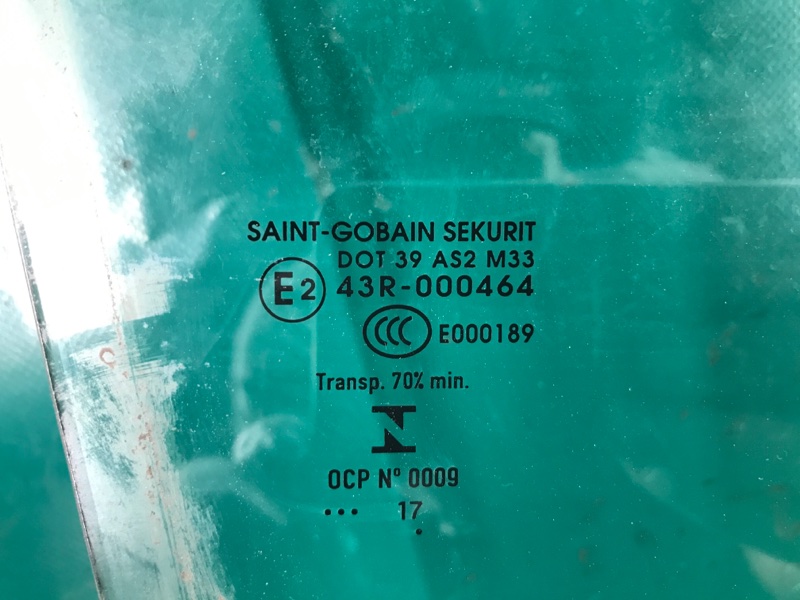 SAINT-GOBAIN SEKURIT
DOT 39 AS2 M33
E2 43R-000464
CCC E000189
Transp. 70% min.
N
OCP Nº 0009
... 17 .